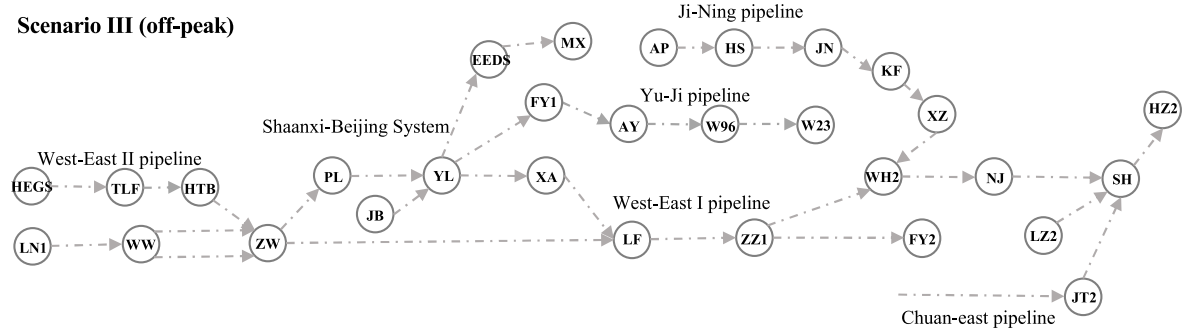 Scenario III (off-peak)
Ji-Ning pipeline
MX
AP
HS
JN
EEDS
KF
FY1
Yu-Ji pipeline
XZ
HZ2
Shaanxi-Beijing System
AY
W96
W23
West-East II pipeline
HEGS
TLF
HTB
PL
YL
XA
WH2
NJ
SH
JB
West-East I pipeline
LN1
WW
ZW
LF
ZZ1
FY2
LZ2
JT2
Chuan-east pipeline